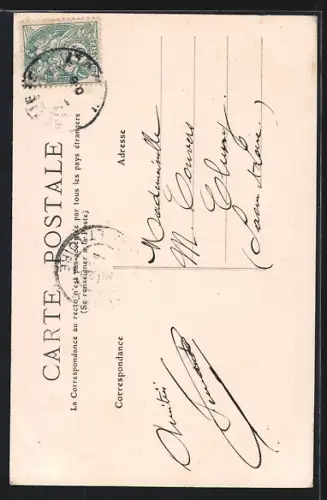 CARTE POSTALE
La Correspondance au recto n'est pas acceptée par tous les pays étrangers
(Se renseigner à la Poste)
Correspondance
Adresse
Amitiés
Mademoiselle
M.
Cluny
(Saône et Loire)